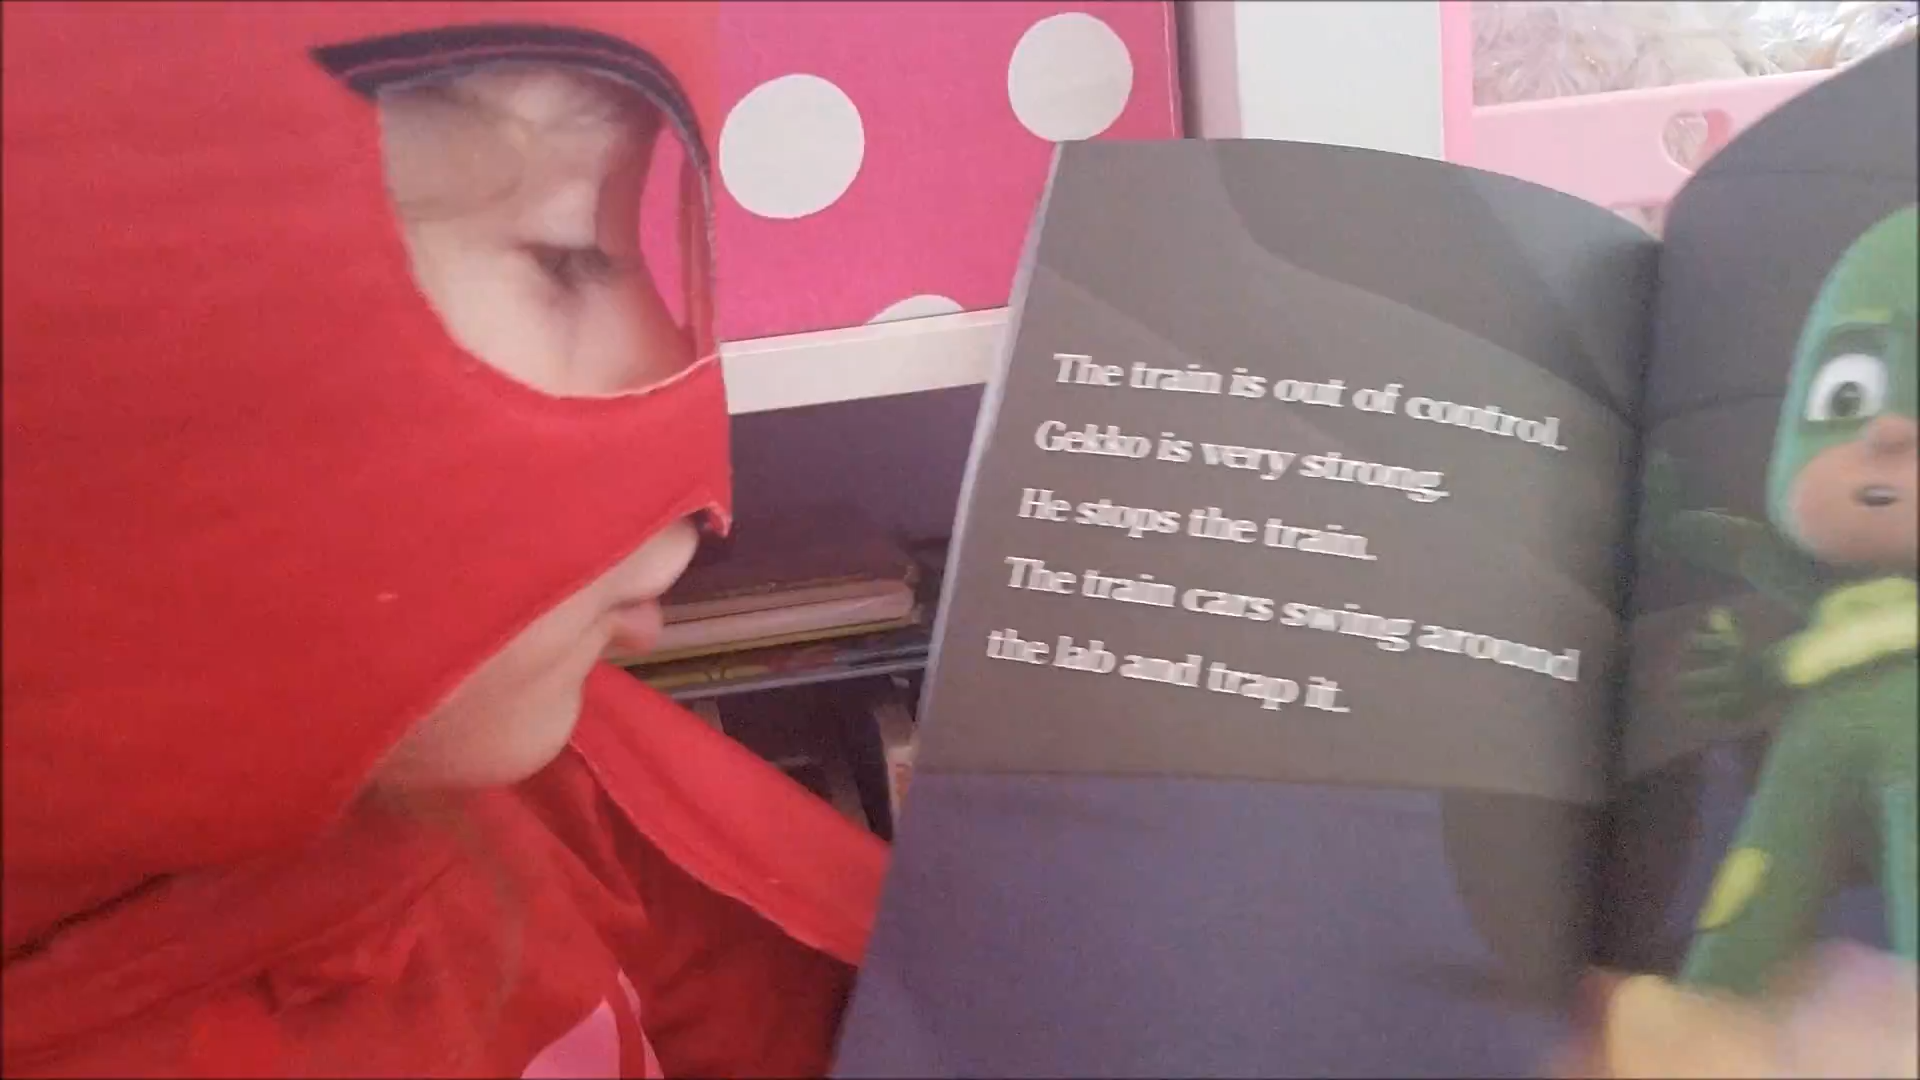 The train is out of control.
Gekko is very strong.
He stops the train.
The train cars swing around
the lab and trap it.